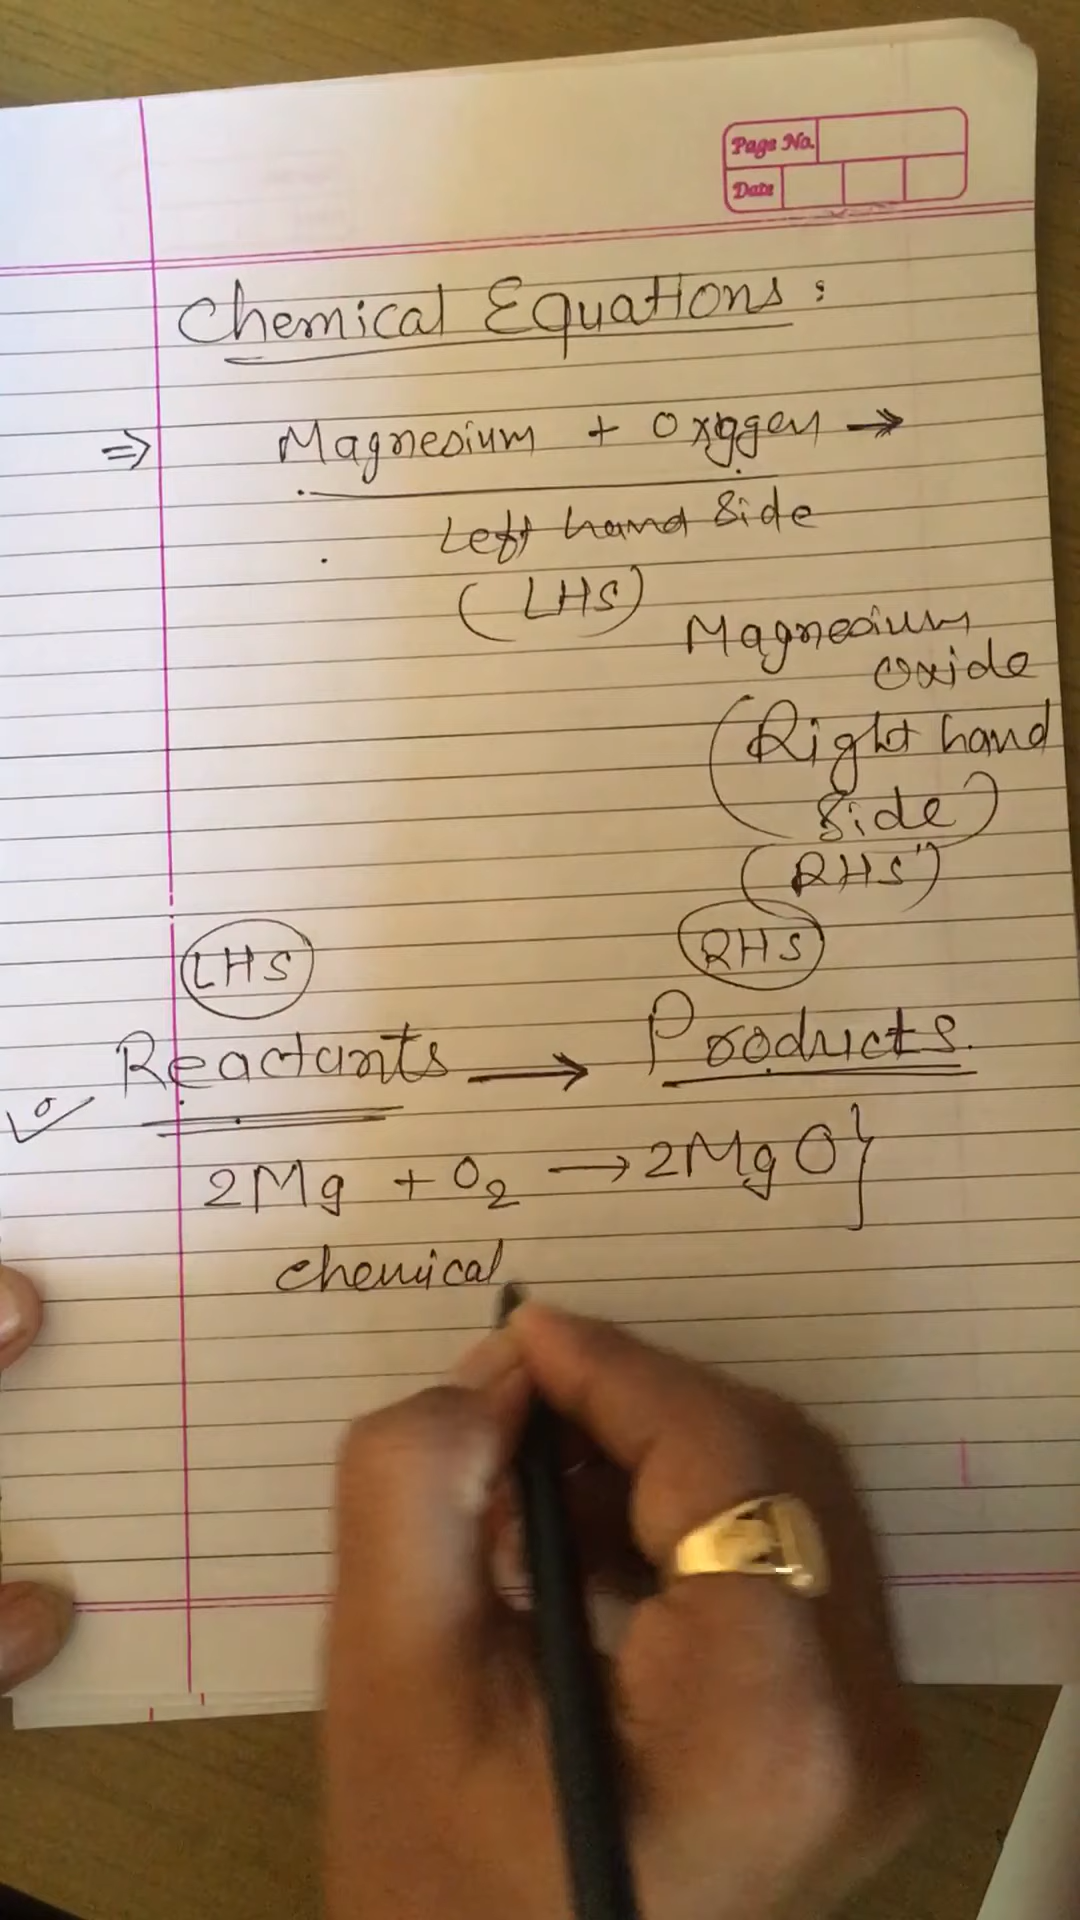 Page No.
Date
Chemical Equations :
⇒ Magnesium + Oxygen →
Left hand Side
(LHS)
Magnesium
oxide
(Right hand
Side)
(RHS)
LHS RHS
Reactants → Products.
2Mg + O₂ → 2MgO}
chemical